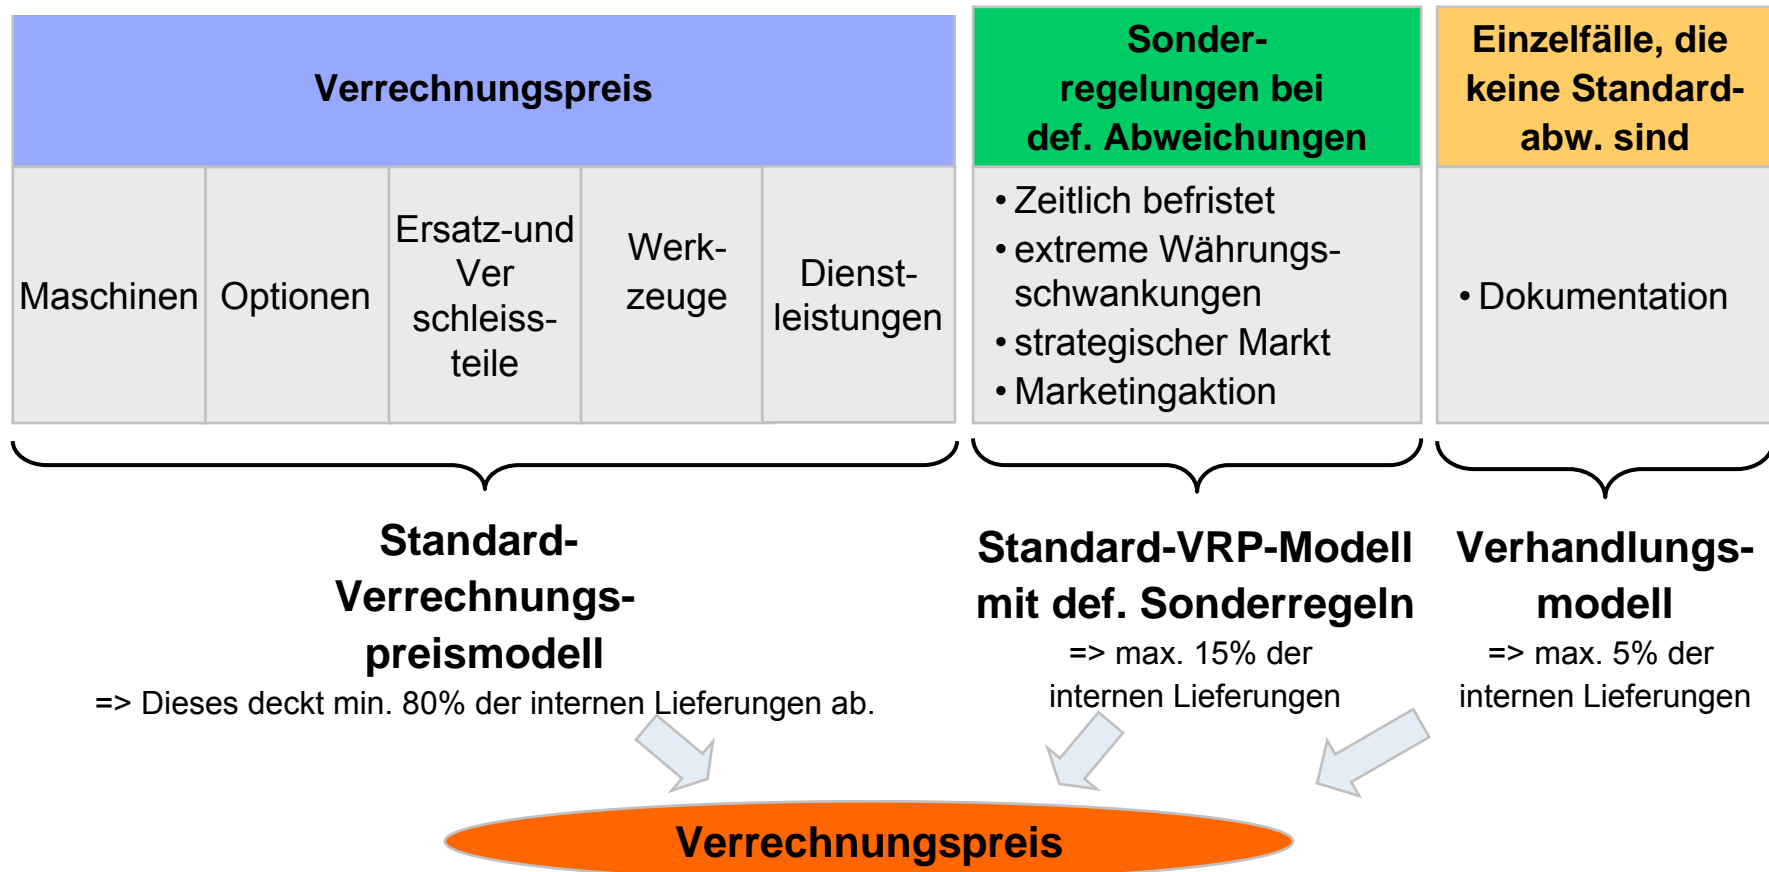 Verrechnungspreis
Sonder-
regelungen bei
def. Abweichungen
Einzelfälle, die
keine Standard-
abw. sind
Maschinen
Optionen
Ersatz-und
Ver
schleiss-
teile
Werk-
zeuge
Dienst-
leistungen
• Zeitlich befristet
• extreme Währungs-
schwankungen
• strategischer Markt
• Marketingaktion
• Dokumentation
Standard-
Verrechnungs-
preismodell
=> Dieses deckt min. 80% der internen Lieferungen ab.
Standard-VRP-Modell
mit def. Sonderregeln
=> max. 15% der
internen Lieferungen
Verhandlungs-
modell
=> max. 5% der
internen Lieferungen
Verrechnungspreis